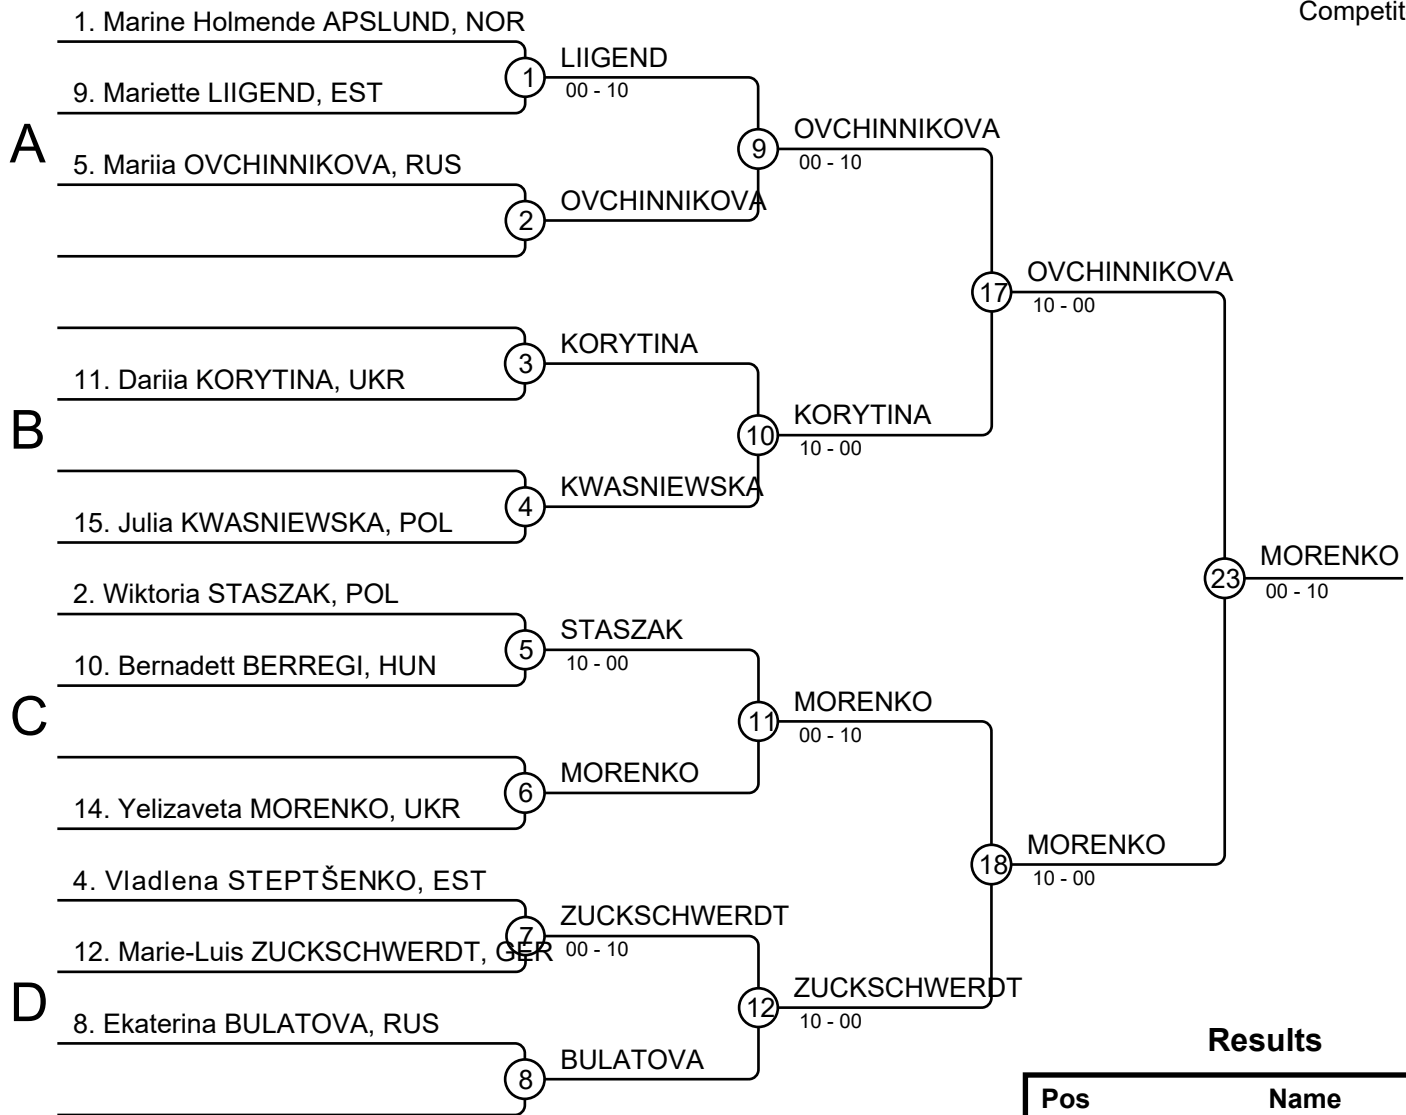 Competit
1. Marine Holmende APSLUND, NOR
1
LIIGEND
00 - 10
9. Mariette LIIGEND, EST
A
9
OVCHINNIKOVA
00 - 10
5. Mariia OVCHINNIKOVA, RUS
2
OVCHINNIKOVA
17
OVCHINNIKOVA
10 - 00
3
KORYTINA
11. Dariia KORYTINA, UKR
B
10
KORYTINA
10 - 00
4
KWASNIEWSKA
15. Julia KWASNIEWSKA, POL
23
MORENKO
00 - 10
2. Wiktoria STASZAK, POL
5
STASZAK
10 - 00
10. Bernadett BERREGI, HUN
C
11
MORENKO
00 - 10
6
MORENKO
14. Yelizaveta MORENKO, UKR
18
MORENKO
10 - 00
4. Vladlena STEPTŠENKO, EST
7
ZUCKSCHWERDT
00 - 10
12. Marie-Luis ZUCKSCHWERDT, GER
D
12
ZUCKSCHWERDT
10 - 00
8. Ekaterina BULATOVA, RUS
8
BULATOVA
Results
Pos Name